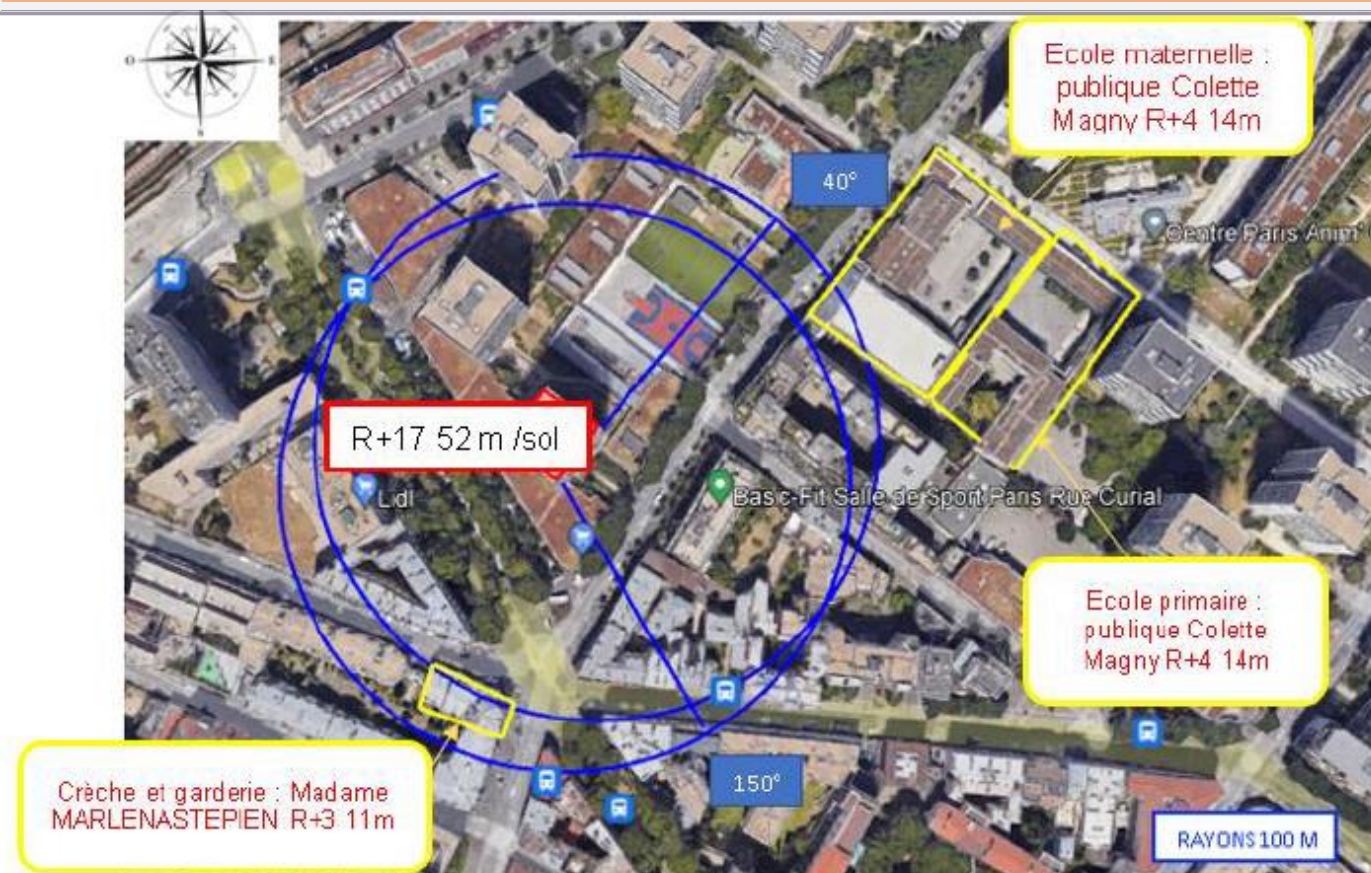 Ecole maternelle :
publique Colette
Magny R+4 14m
40°
Centre Paris Anim'
R+17 52 m /sol
Lidl
Basic-Fit Salle de Sport Paris Rue Curial
Ecole primaire :
publique Colette
Magny R+4 14m
150°
Crèche et garderie : Madame
MARLENASTEPIEN R+3 11m
RAYONS 100 M